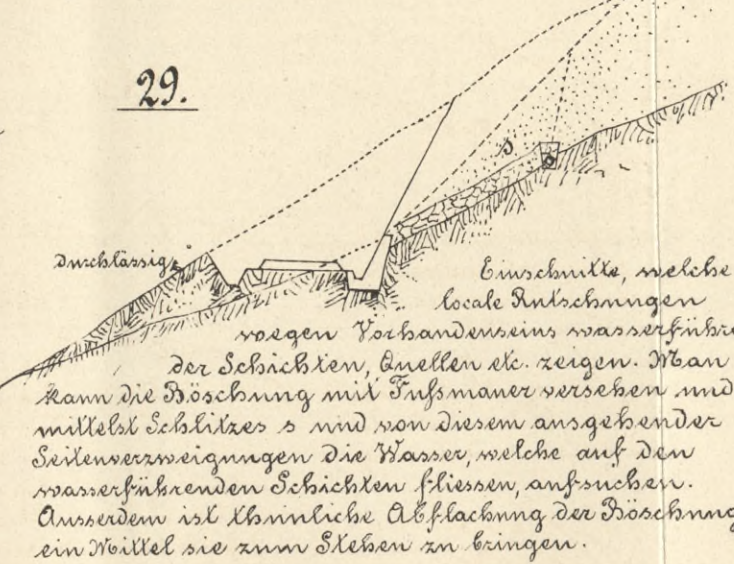 29.
s
durchlässig
Einschnitte, welche
locale Rutschungen
wegen Vorhandenseins wasserführen
der Schichten, Quellen etc. zeigen. Man
kann die Böschung mit Fußmauer versehen und
mittelst Schlitzes s und von diesem ausgehender
Seitenverzweigungen die Wasser, welche auf den
wasserführenden Schichten fliessen, aufsuchen.
Ausserdem ist thunliche Abflachung der Böschung
ein Mittel sie zum Stehen zu bringen.